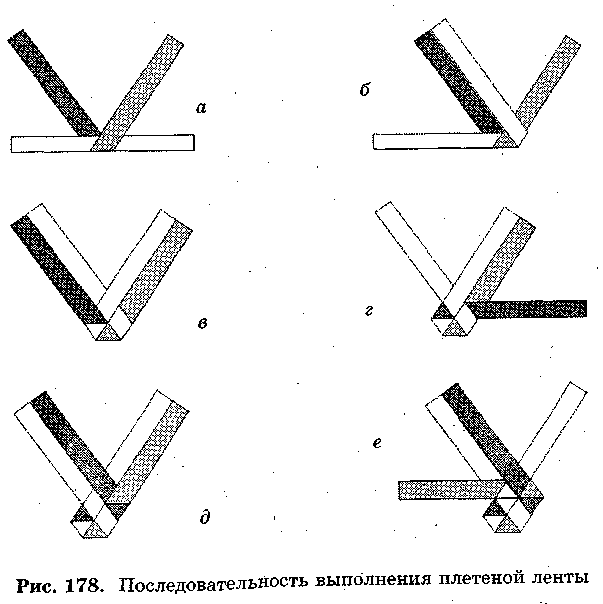 а
б
в
г
д
е
Рис. 178. Последовательность выполнения плетеной ленты